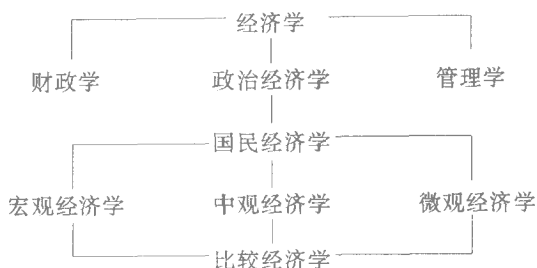 经济学
财政学 政治经济学 管理学
国民经济学
宏观经济学 中观经济学 微观经济学
比较经济学